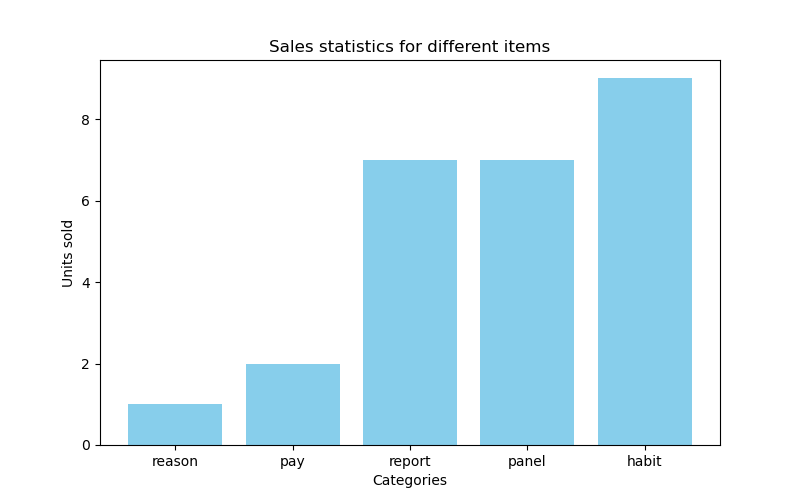 Sales statistics for different items
Units sold
8
6
4
2
0
reason pay report panel habit
Categories